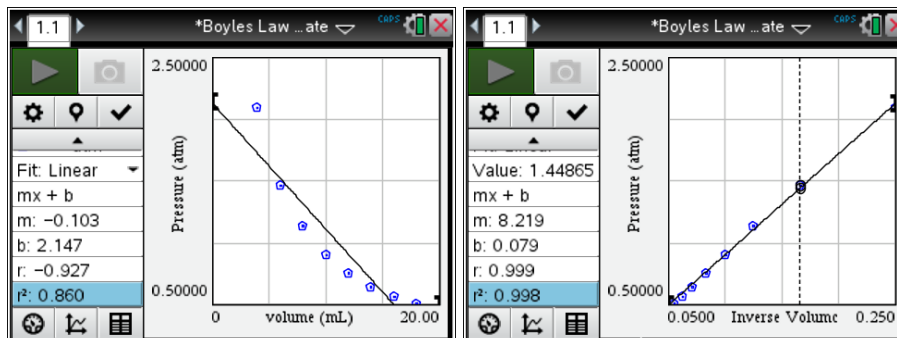 1.1
*Boyles Law ...ate
CAPS
2.50000
Pressure (atm)
Fit: Linear
mx + b
m: -0.103
b: 2.147
r: -0.927
r²: 0.860
0.50000
0
volume (mL)
20.00
1.1
*Boyles Law ...ate
CAPS
2.50000
Pressure (atm)
Value: 1.44865
mx + b
m: 8.219
b: 0.079
r: 0.999
r²: 0.998
0.50000
0.0500
Inverse Volume
0.250